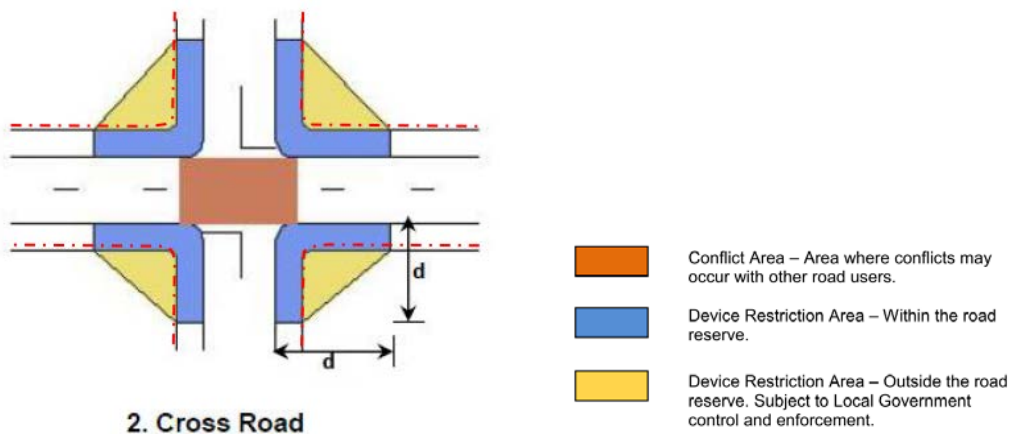 d
d
2. Cross Road
Conflict Area – Area where conflicts may
occur with other road users.
Device Restriction Area – Within the road
reserve.
Device Restriction Area – Outside the road
reserve. Subject to Local Government
control and enforcement.